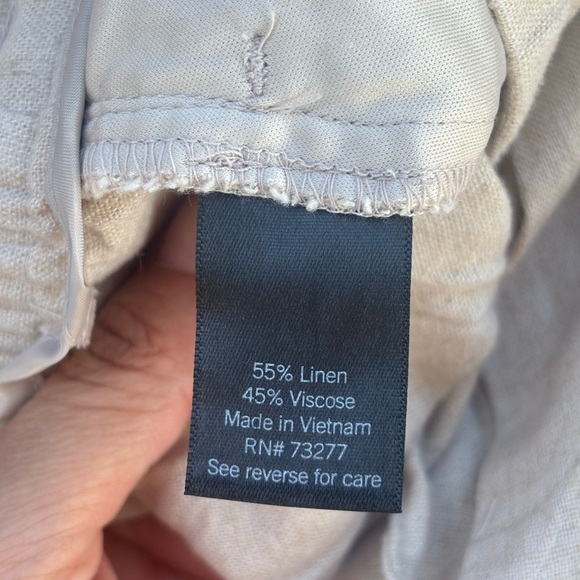 55% Linen
45% Viscose
Made in Vietnam
RN# 73277
See reverse for care